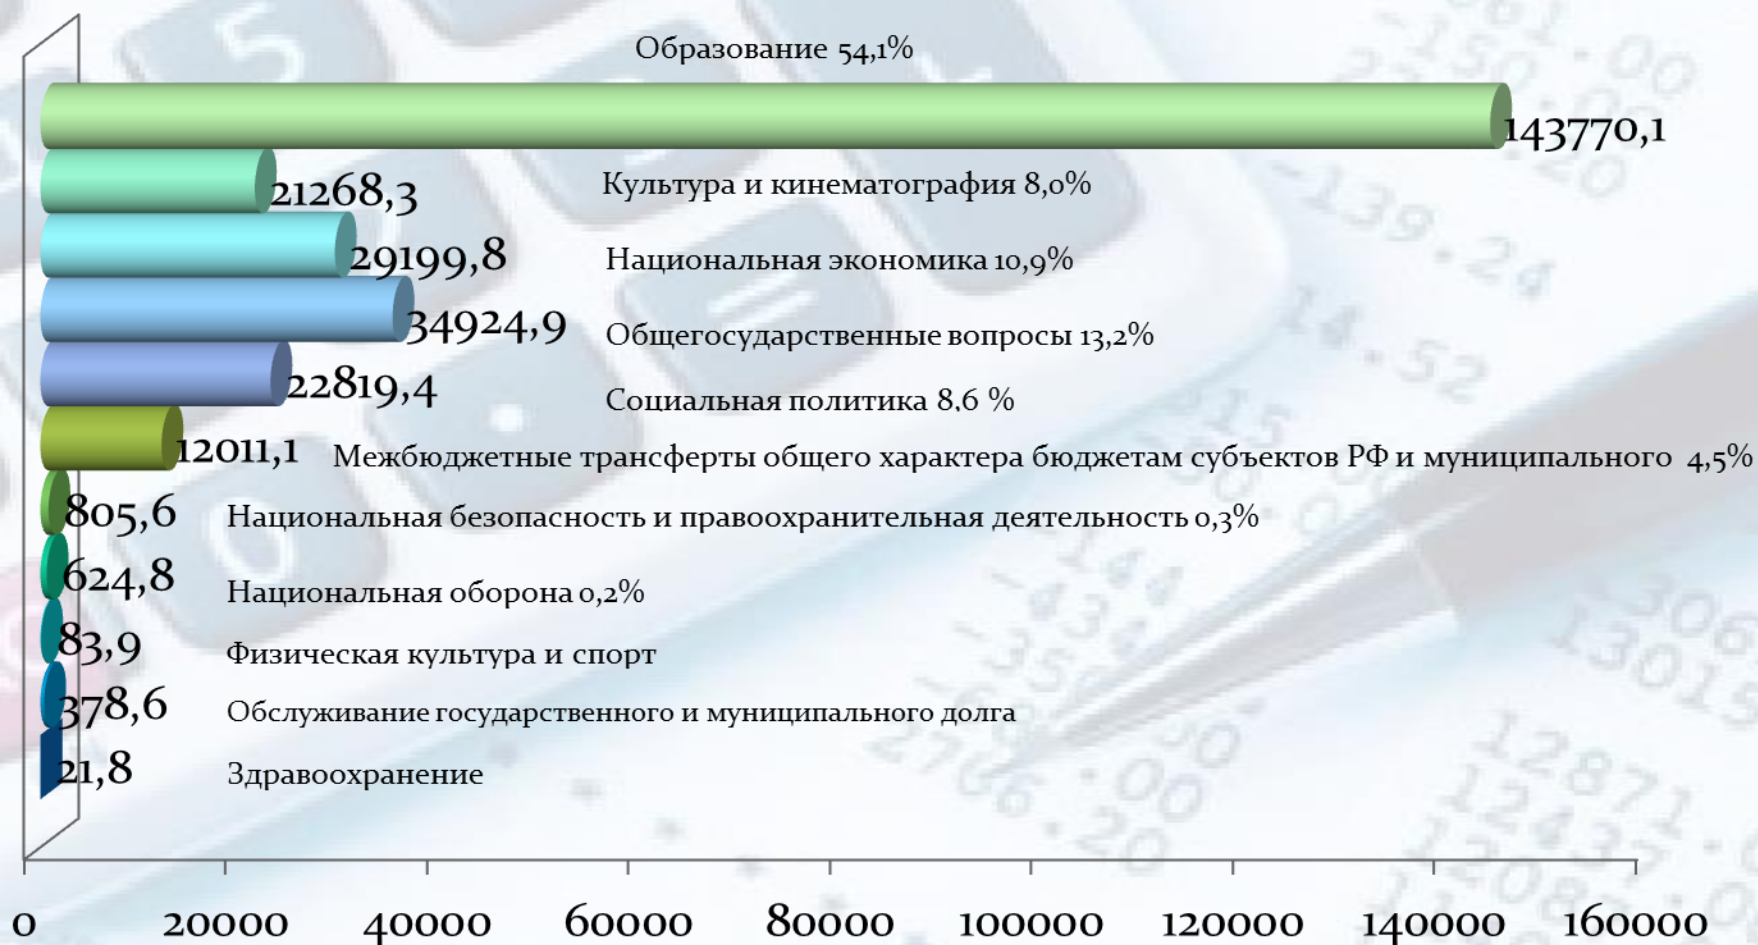 Образование 54,1%
143770,1
21268,3 Культура и кинематография 8,0%
29199,8 Национальная экономика 10,9%
34924,9 Общегосударственные вопросы 13,2%
22819,4 Социальная политика 8,6 %
12011,1 Межбюджетные трансферты общего характера бюджетам субъектов РФ и муниципального 4,5%
805,6 Национальная безопасность и правоохранительная деятельность 0,3%
624,8 Национальная оборона 0,2%
83,9 Физическая культура и спорт
378,6 Обслуживание государственного и муниципального долга
21,8 Здравоохранение
0 20000 40000 60000 80000 100000 120000 140000 160000